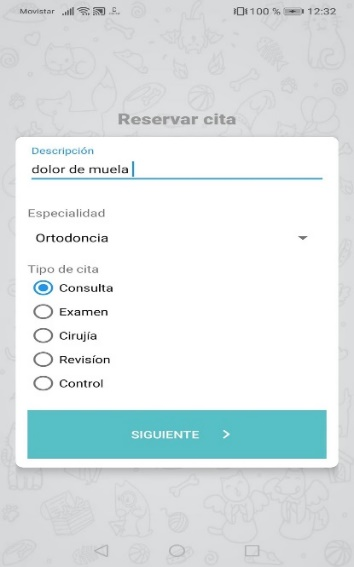 Movistar 100 % 12:32
Reservar cita
Descripción
dolor de muela
Especialidad
Ortodoncia
Tipo de cita
Consulta
Examen
Cirujía
Revisíon
Control
SIGUIENTE >